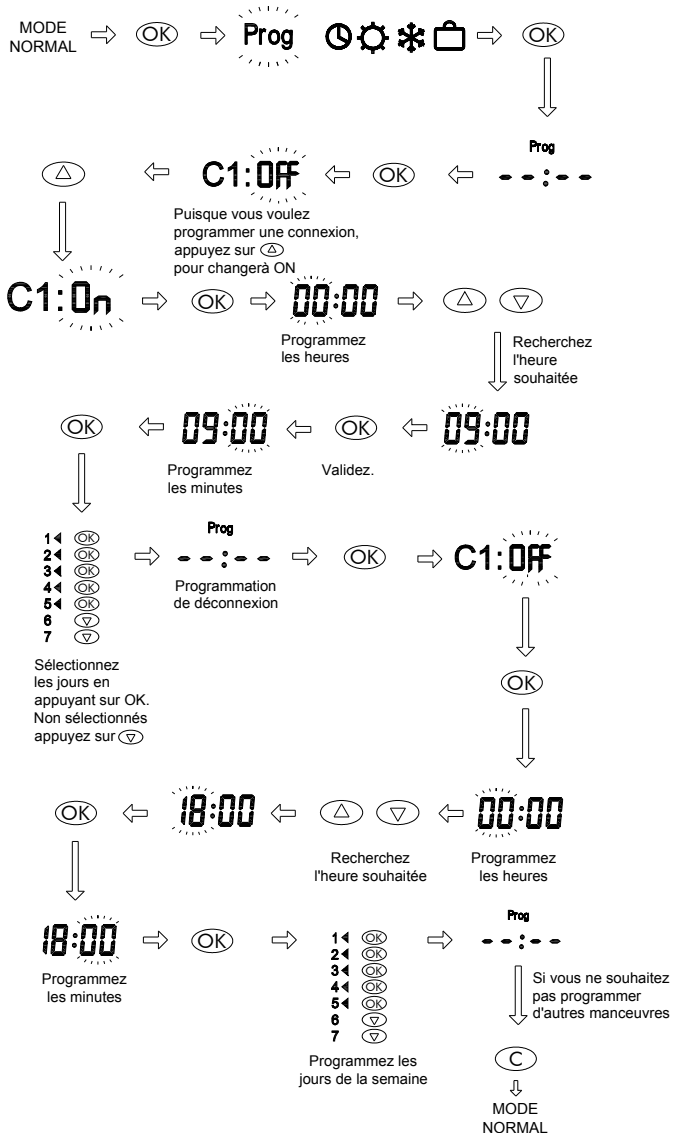 MODE
NORMAL
OK
Prog
OK
Prog
--:--
OK
C1:OFF
Puisque vous voulez
programmer une connexion,
appuyez sur
pour changerà ON
C1:On
OK
00:00
Programmez
les heures
Recherchez
l'heure
souhaitée
09:00
OK
Validez.
09:00
Programmez
les minutes
OK
1 OK
2 OK
3 OK
4 OK
5 OK
6
7
Sélectionnez
les jours en
appuyant sur OK.
Non sélectionnés
appuyez sur
Prog
--:--
Programmation
de déconnexion
OK
C1:OFF
OK
00:00
Programmez
les heures
Recherchez
l'heure souhaitée
18:00
OK
18:00
Programmez
les minutes
OK
1 OK
2 OK
3 OK
4 OK
5 OK
6
7
Programmez les
jours de la semaine
Prog
--:--
Si vous ne souhaitez
pas programmer
d'autres manceuvres
C
MODE
NORMAL